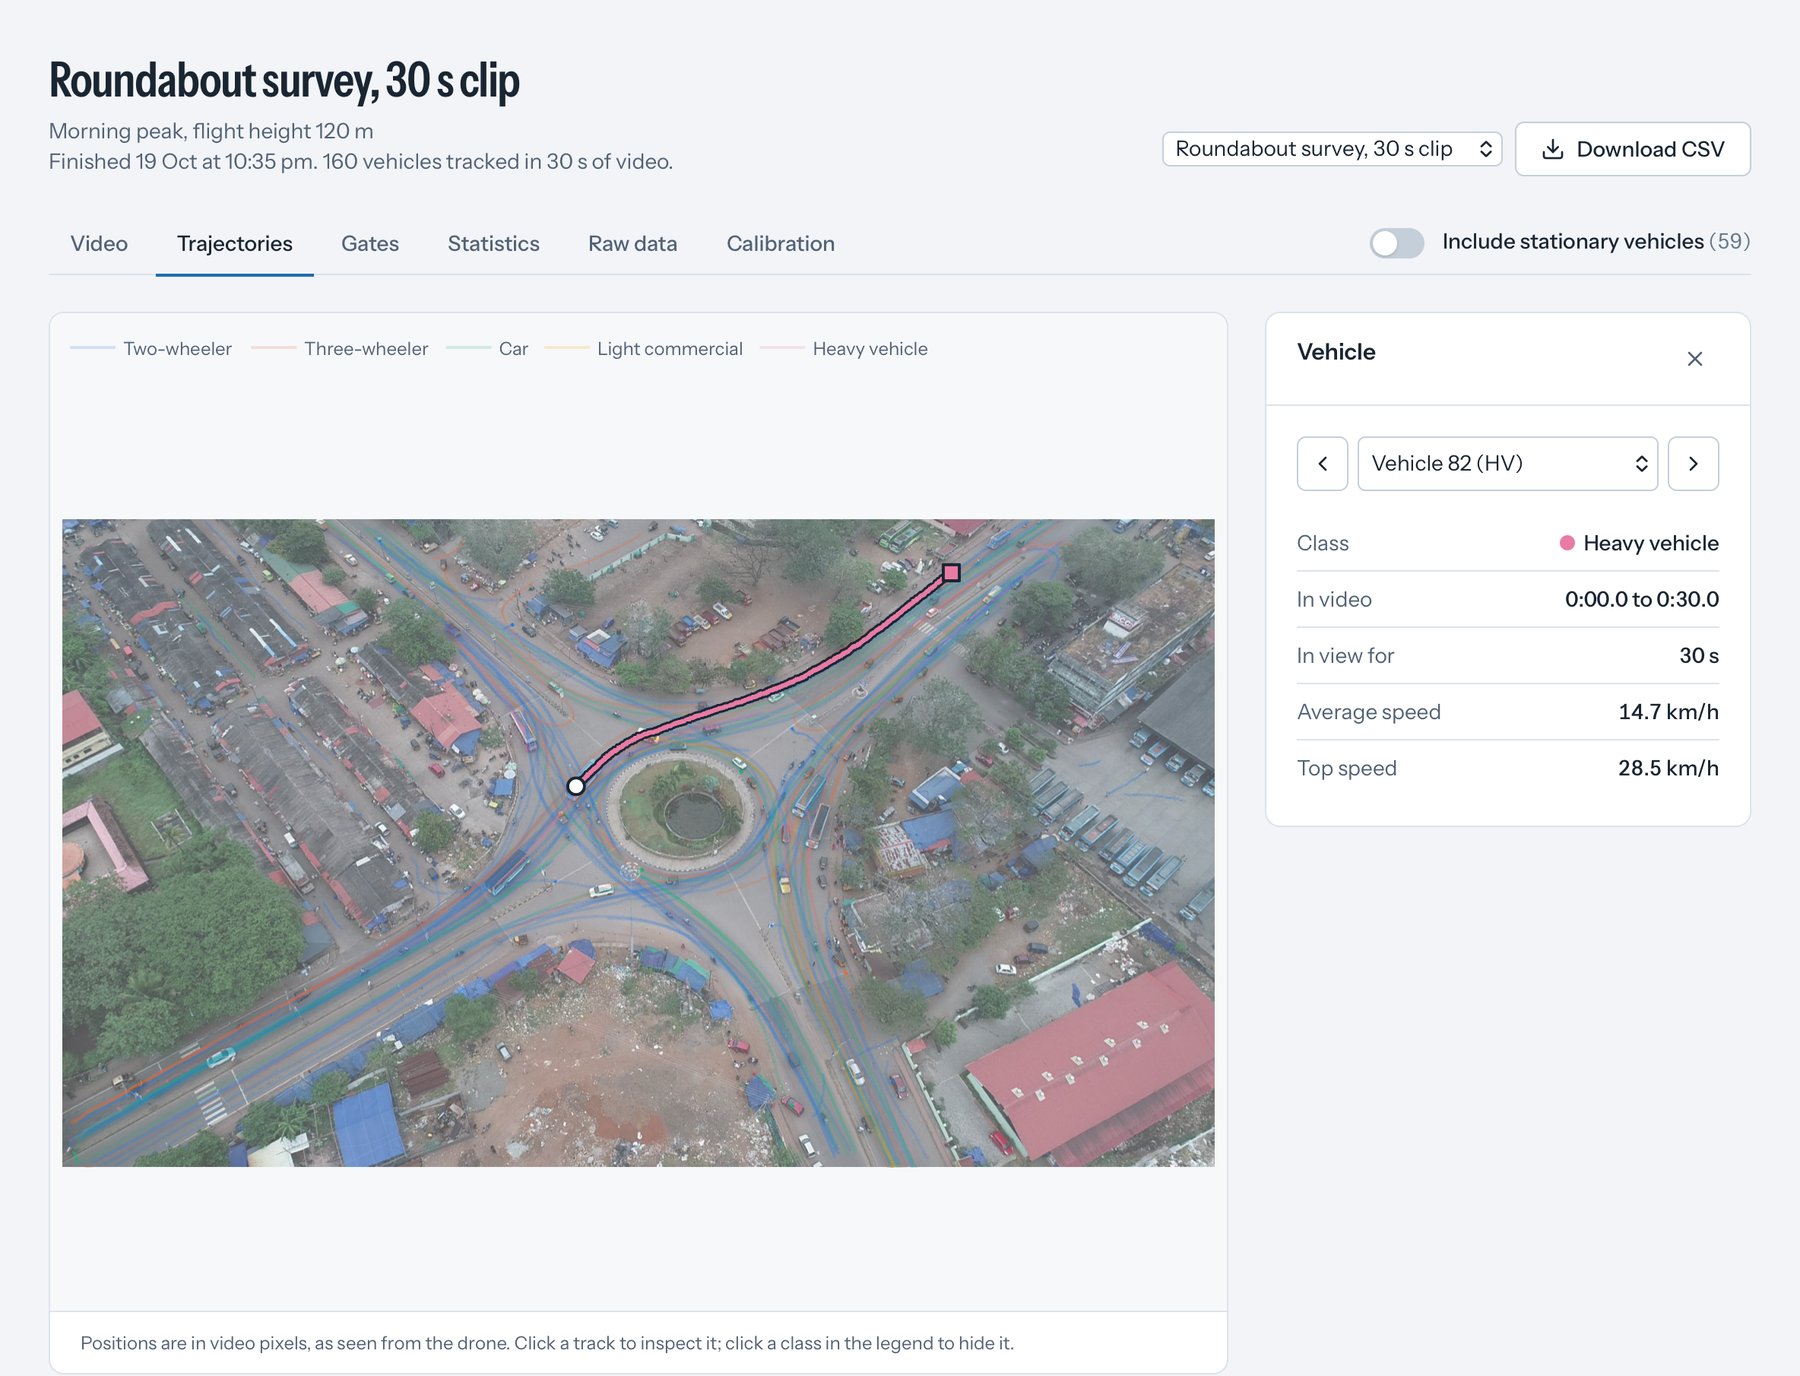 Roundabout survey, 30 s clip
Morning peak, flight height 120 m
Finished 19 Oct at 10:35 pm. 160 vehicles tracked in 30 s of video.
Roundabout survey, 30 s clip
Download CSV
Video
Trajectories
Gates
Statistics
Raw data
Calibration
Include stationary vehicles (59)
Two-wheeler
Three-wheeler
Car
Light commercial
Heavy vehicle
Positions are in video pixels, as seen from the drone. Click a track to inspect it; click a class in the legend to hide it.
Vehicle
Vehicle 82 (HV)
Class Heavy vehicle
In video 0:00.0 to 0:30.0
In view for 30 s
Average speed 14.7 km/h
Top speed 28.5 km/h